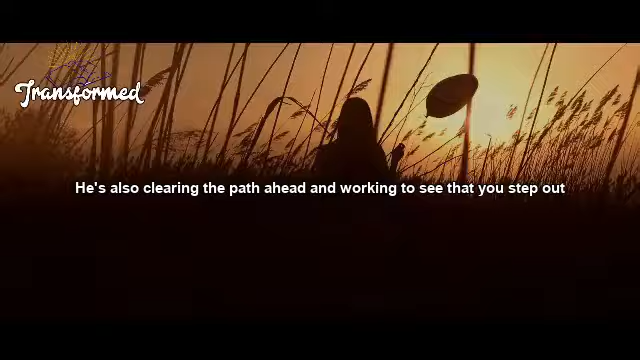 Transformed
He's also clearing the path ahead and working to see that you step out